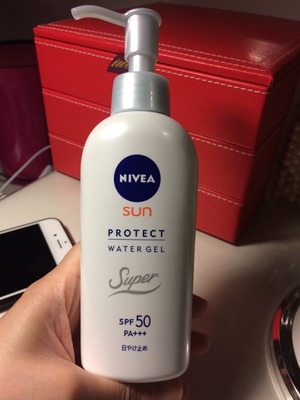 NIVEA
SUN
PROTECT
WATER GEL
Super
SPF50
PA+++
日やけ止め